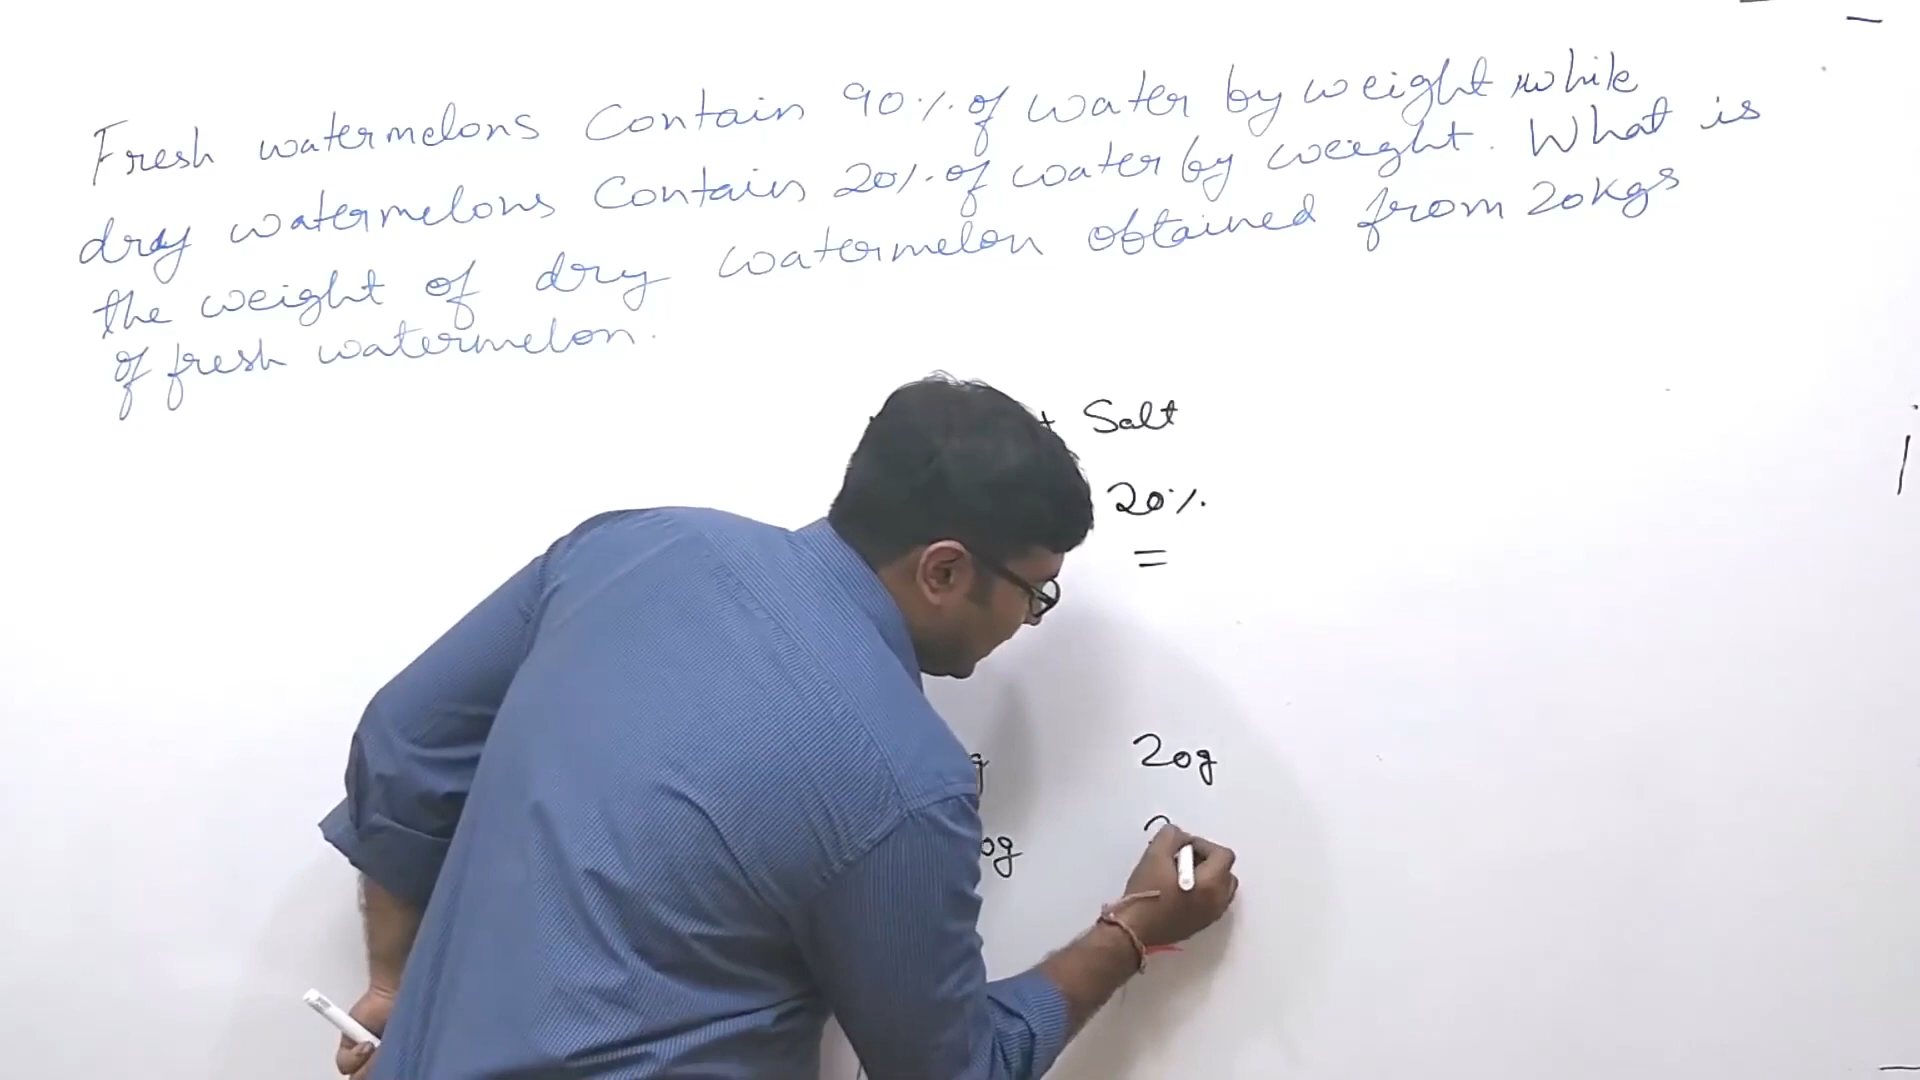 Fresh watermelons contain 90% of water by weight while
dry watermelons contain 20% of water by weight. What is
the weight of dry watermelon obtained from 20kgs
of fresh watermelon.
Salt
20%
=
20g